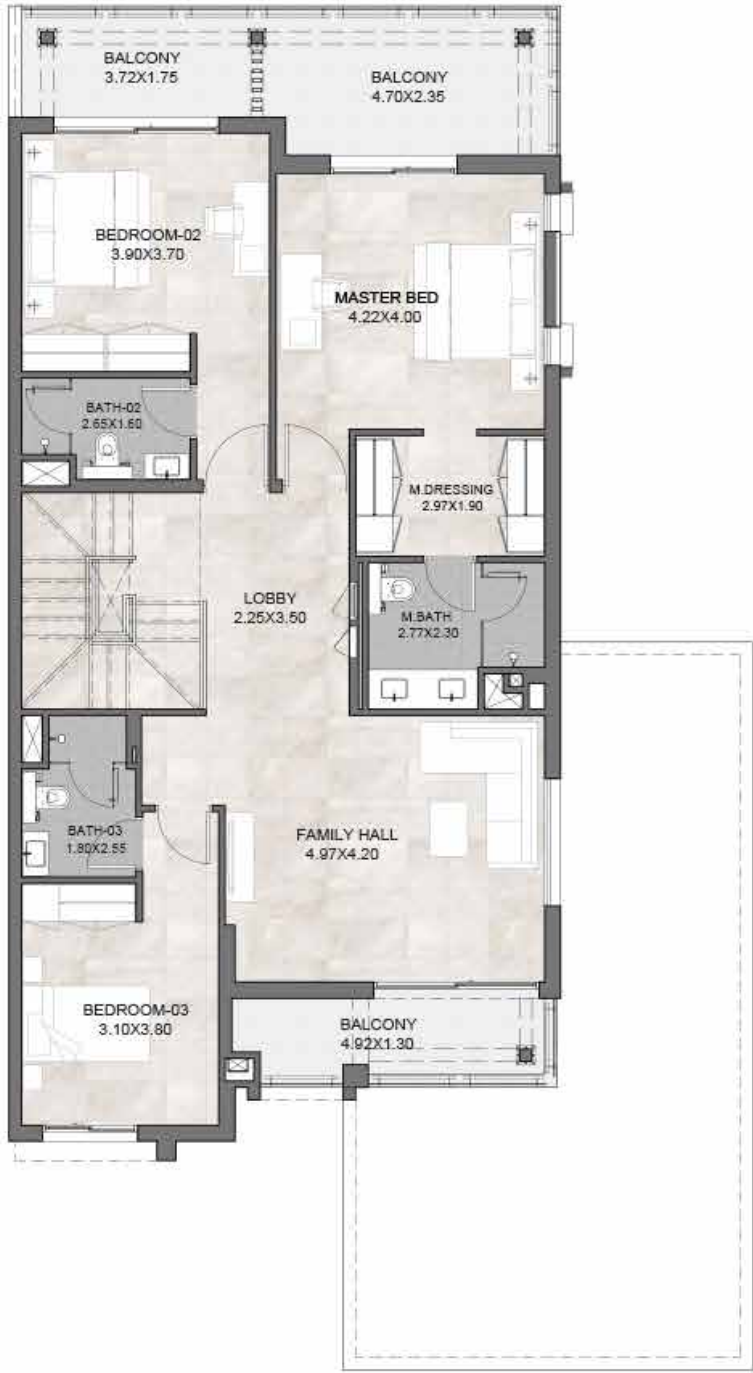 BALCONY
3.72X1.75
BALCONY
4.70X2.35
BEDROOM-02
3.90X3.70
MASTER BED
4.22X4.00
BATH-02
2.65X1.60
M.DRESSING
2.97X1.90
LOBBY
2.25X3.50
M.BATH
2.77X2.30
BATH-03
1.80X2.55
FAMILY HALL
4.97X4.20
BEDROOM-03
3.10X3.80
BALCONY
4.92X1.30